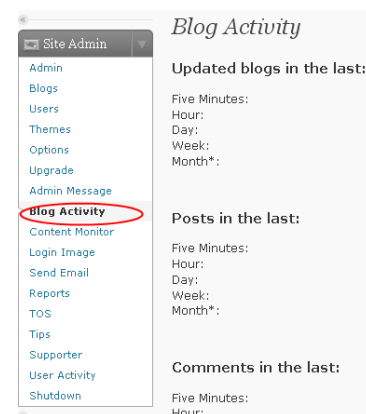 Site Admin
Admin
Blogs
Users
Themes
Options
Upgrade
Admin Message
Blog Activity
Content Monitor
Login Image
Send Email
Reports
TOS
Tips
Supporter
User Activity
Shutdown
Blog Activity
Updated blogs in the last:
Five Minutes:
Hour:
Day:
Week:
Month*:
Posts in the last:
Five Minutes:
Hour:
Day:
Week:
Month*:
Comments in the last:
Five Minutes:
Hour: